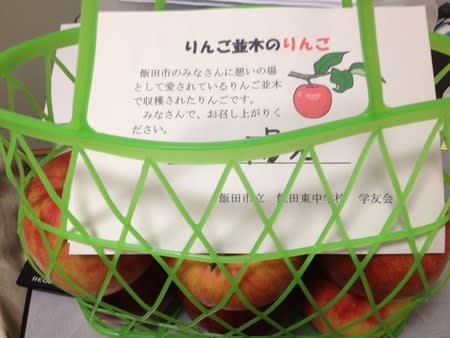 りんご並木のりんご
飯田市のみなさんに憩いの場
として愛されているりんご並木
で収穫されたりんごです。
みなさんで、お召し上がりく
ださい。
飯田市立 飯田東中学校 学友会